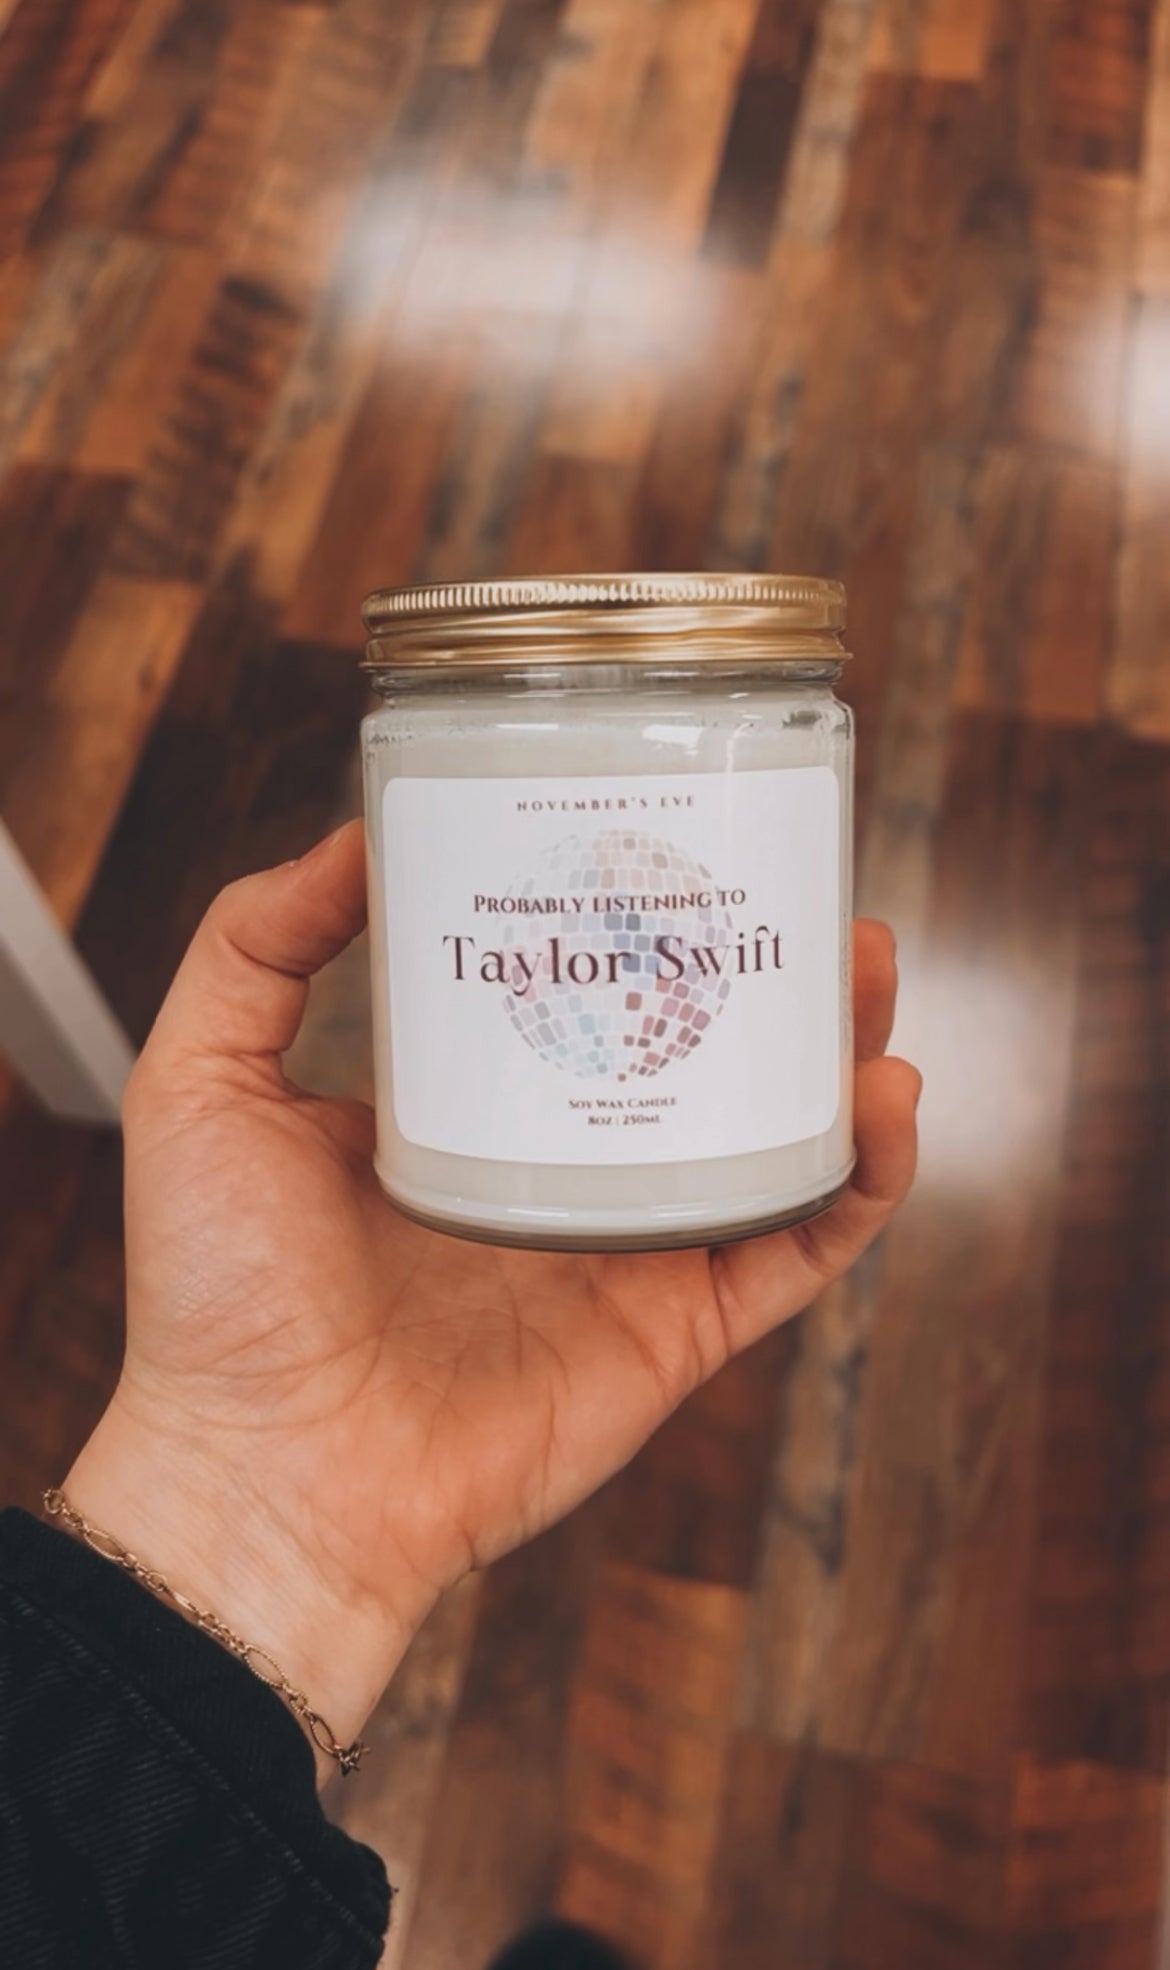 NOVEMBER'S EVE
PROBABLY LISTENING TO
Taylor Swift
SOY WAX CANDLE
8OZ | 250ML